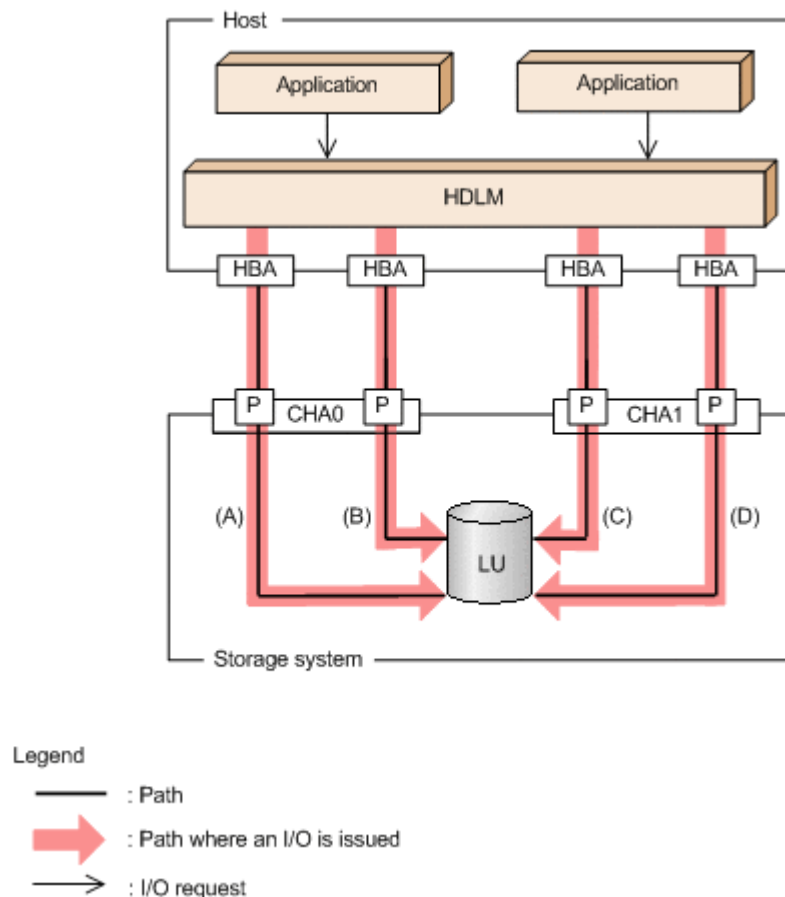 Host
Application
Application
HDLM
HBA HBA HBA HBA
P CHA0 P P CHA1 P
(A) (B) (C) (D)
LU
Storage system
Legend
: Path
: Path where an I/O is issued
: I/O request